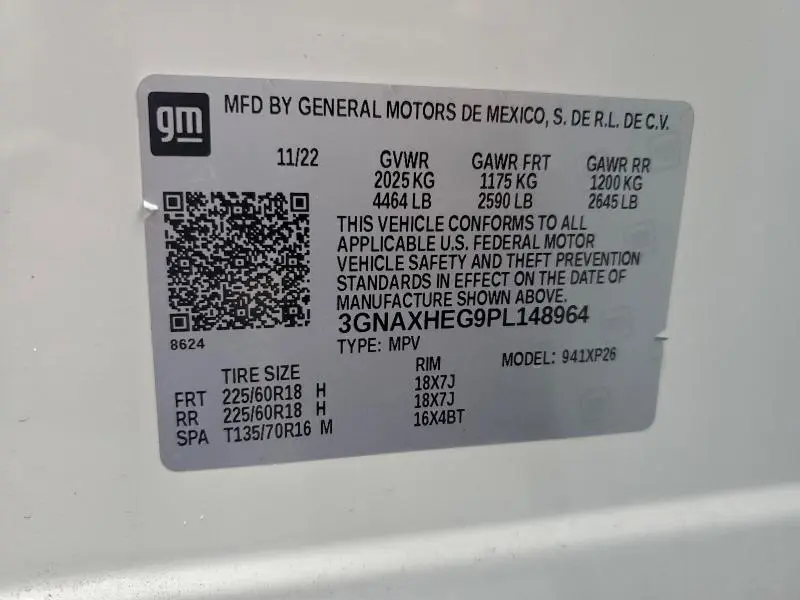 gm
MFD BY GENERAL MOTORS DE MEXICO, S. DE R.L. DE C.V.
11/22 GVWR GAWR FRT GAWR RR
2025 KG 1175 KG 1200 KG
4464 LB 2590 LB 2645 LB
THIS VEHICLE CONFORMS TO ALL
APPLICABLE U.S. FEDERAL MOTOR
VEHICLE SAFETY AND THEFT PREVENTION
STANDARDS IN EFFECT ON THE DATE OF
MANUFACTURE SHOWN ABOVE.
3GNAXHEG9PL148964
8624
TYPE: MPV MODEL: 941XP26
TIRE SIZE RIM
FRT 225/60R18 H 18X7J
RR 225/60R18 H 18X7J
SPA T135/70R16 M 16X4BT